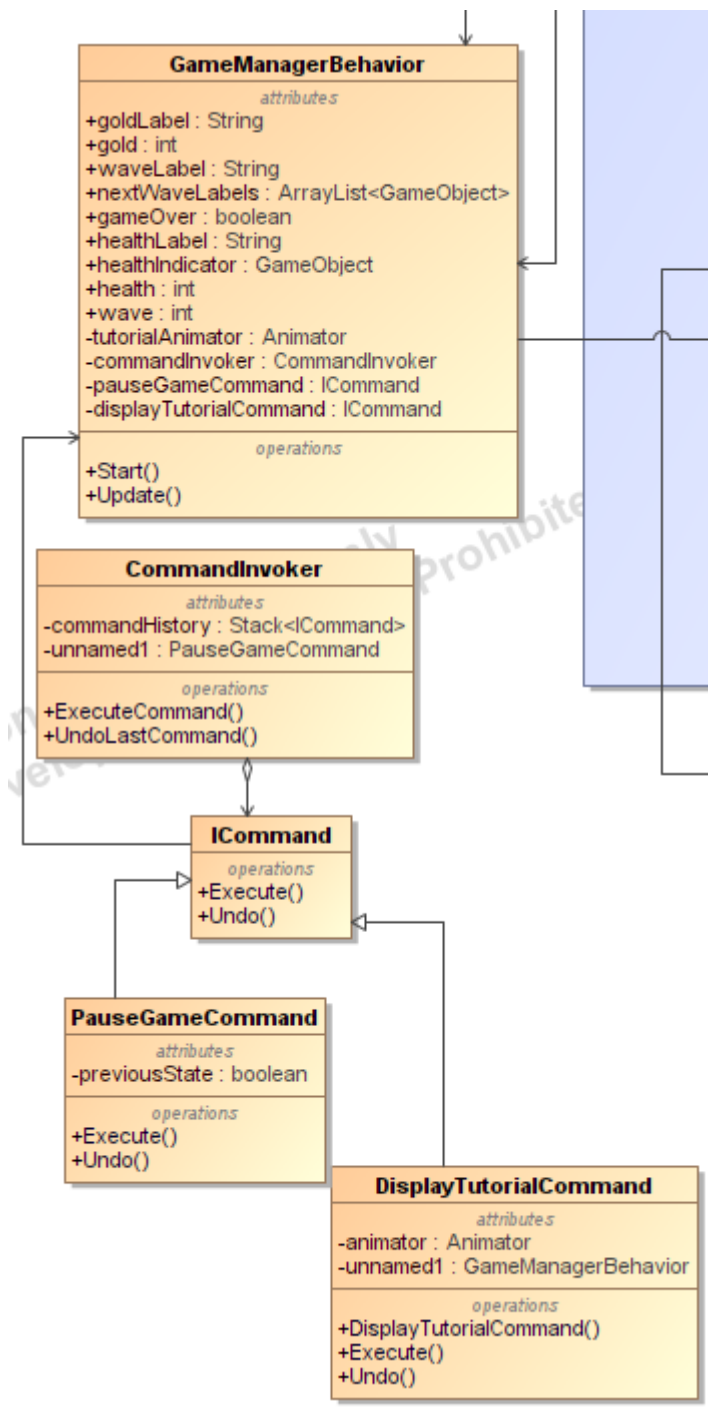 GameManagerBehavior
attributes
+goldLabel : String
+gold : int
+waveLabel : String
+nextWaveLabels : ArrayList<GameObject>
+gameOver : boolean
+healthLabel : String
+healthIndicator : GameObject
+health : int
+wave : int
-tutorialAnimator : Animator
-commandInvoker : CommandInvoker
-pauseGameCommand : ICommand
-displayTutorialCommand : ICommand
operations
+Start()
+Update()
Prohibite
CommandInvoker
attributes
-commandHistory : Stack<ICommand>
-unnamed1 : PauseGameCommand
operations
+ExecuteCommand()
+UndoLastCommand()
ICommand
operations
+Execute()
+Undo()
PauseGameCommand
attributes
-previousState : boolean
operations
+Execute()
+Undo()
DisplayTutorialCommand
attributes
-animator : Animator
-unnamed1 : GameManagerBehavior
operations
+DisplayTutorialCommand()
+Execute()
+Undo()